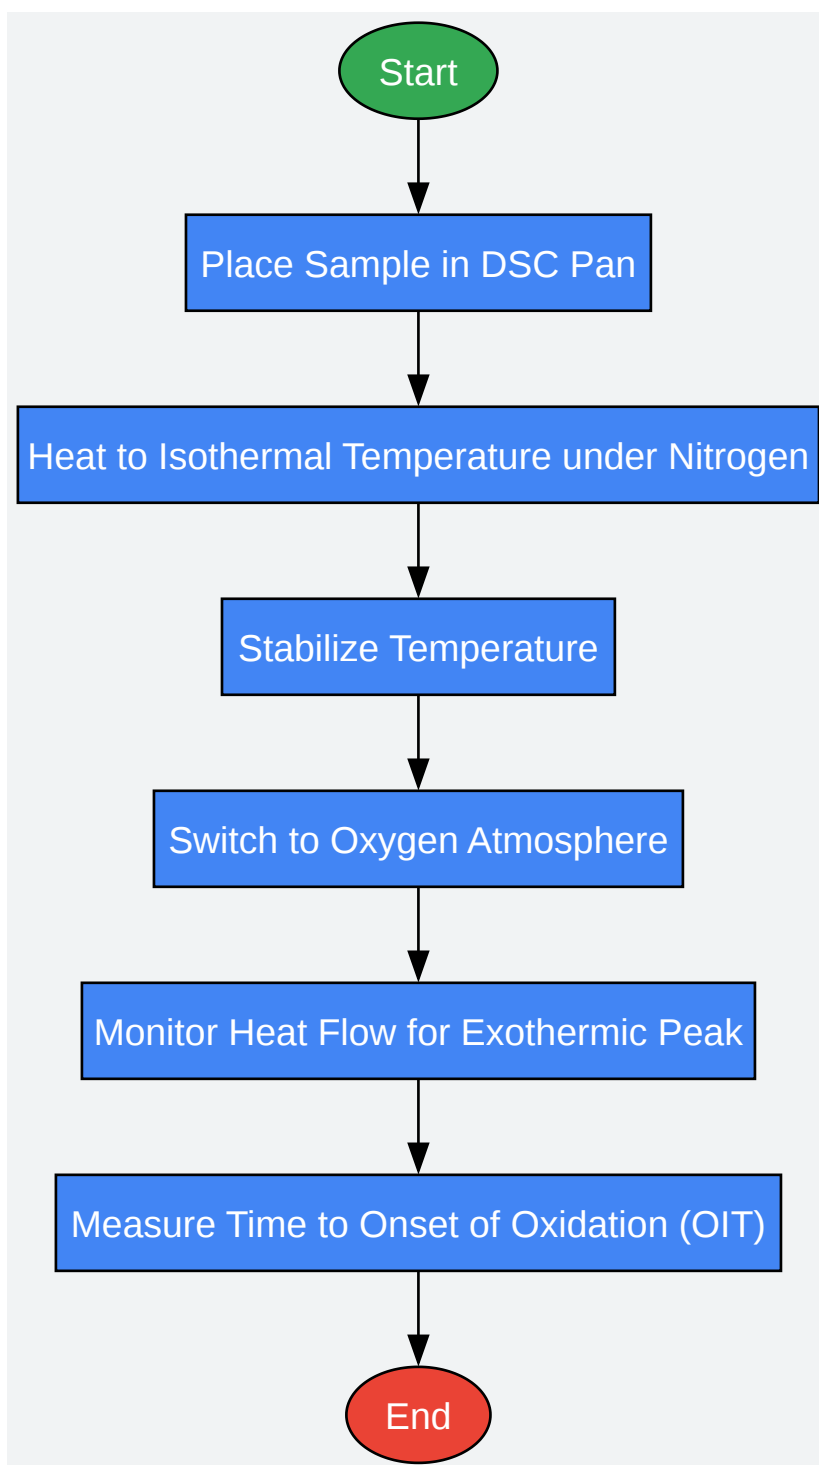 Start
Place Sample in DSC Pan
Heat to Isothermal Temperature under Nitrogen
Stabilize Temperature
Switch to Oxygen Atmosphere
Monitor Heat Flow for Exothermic Peak
Measure Time to Onset of Oxidation (OIT)
End